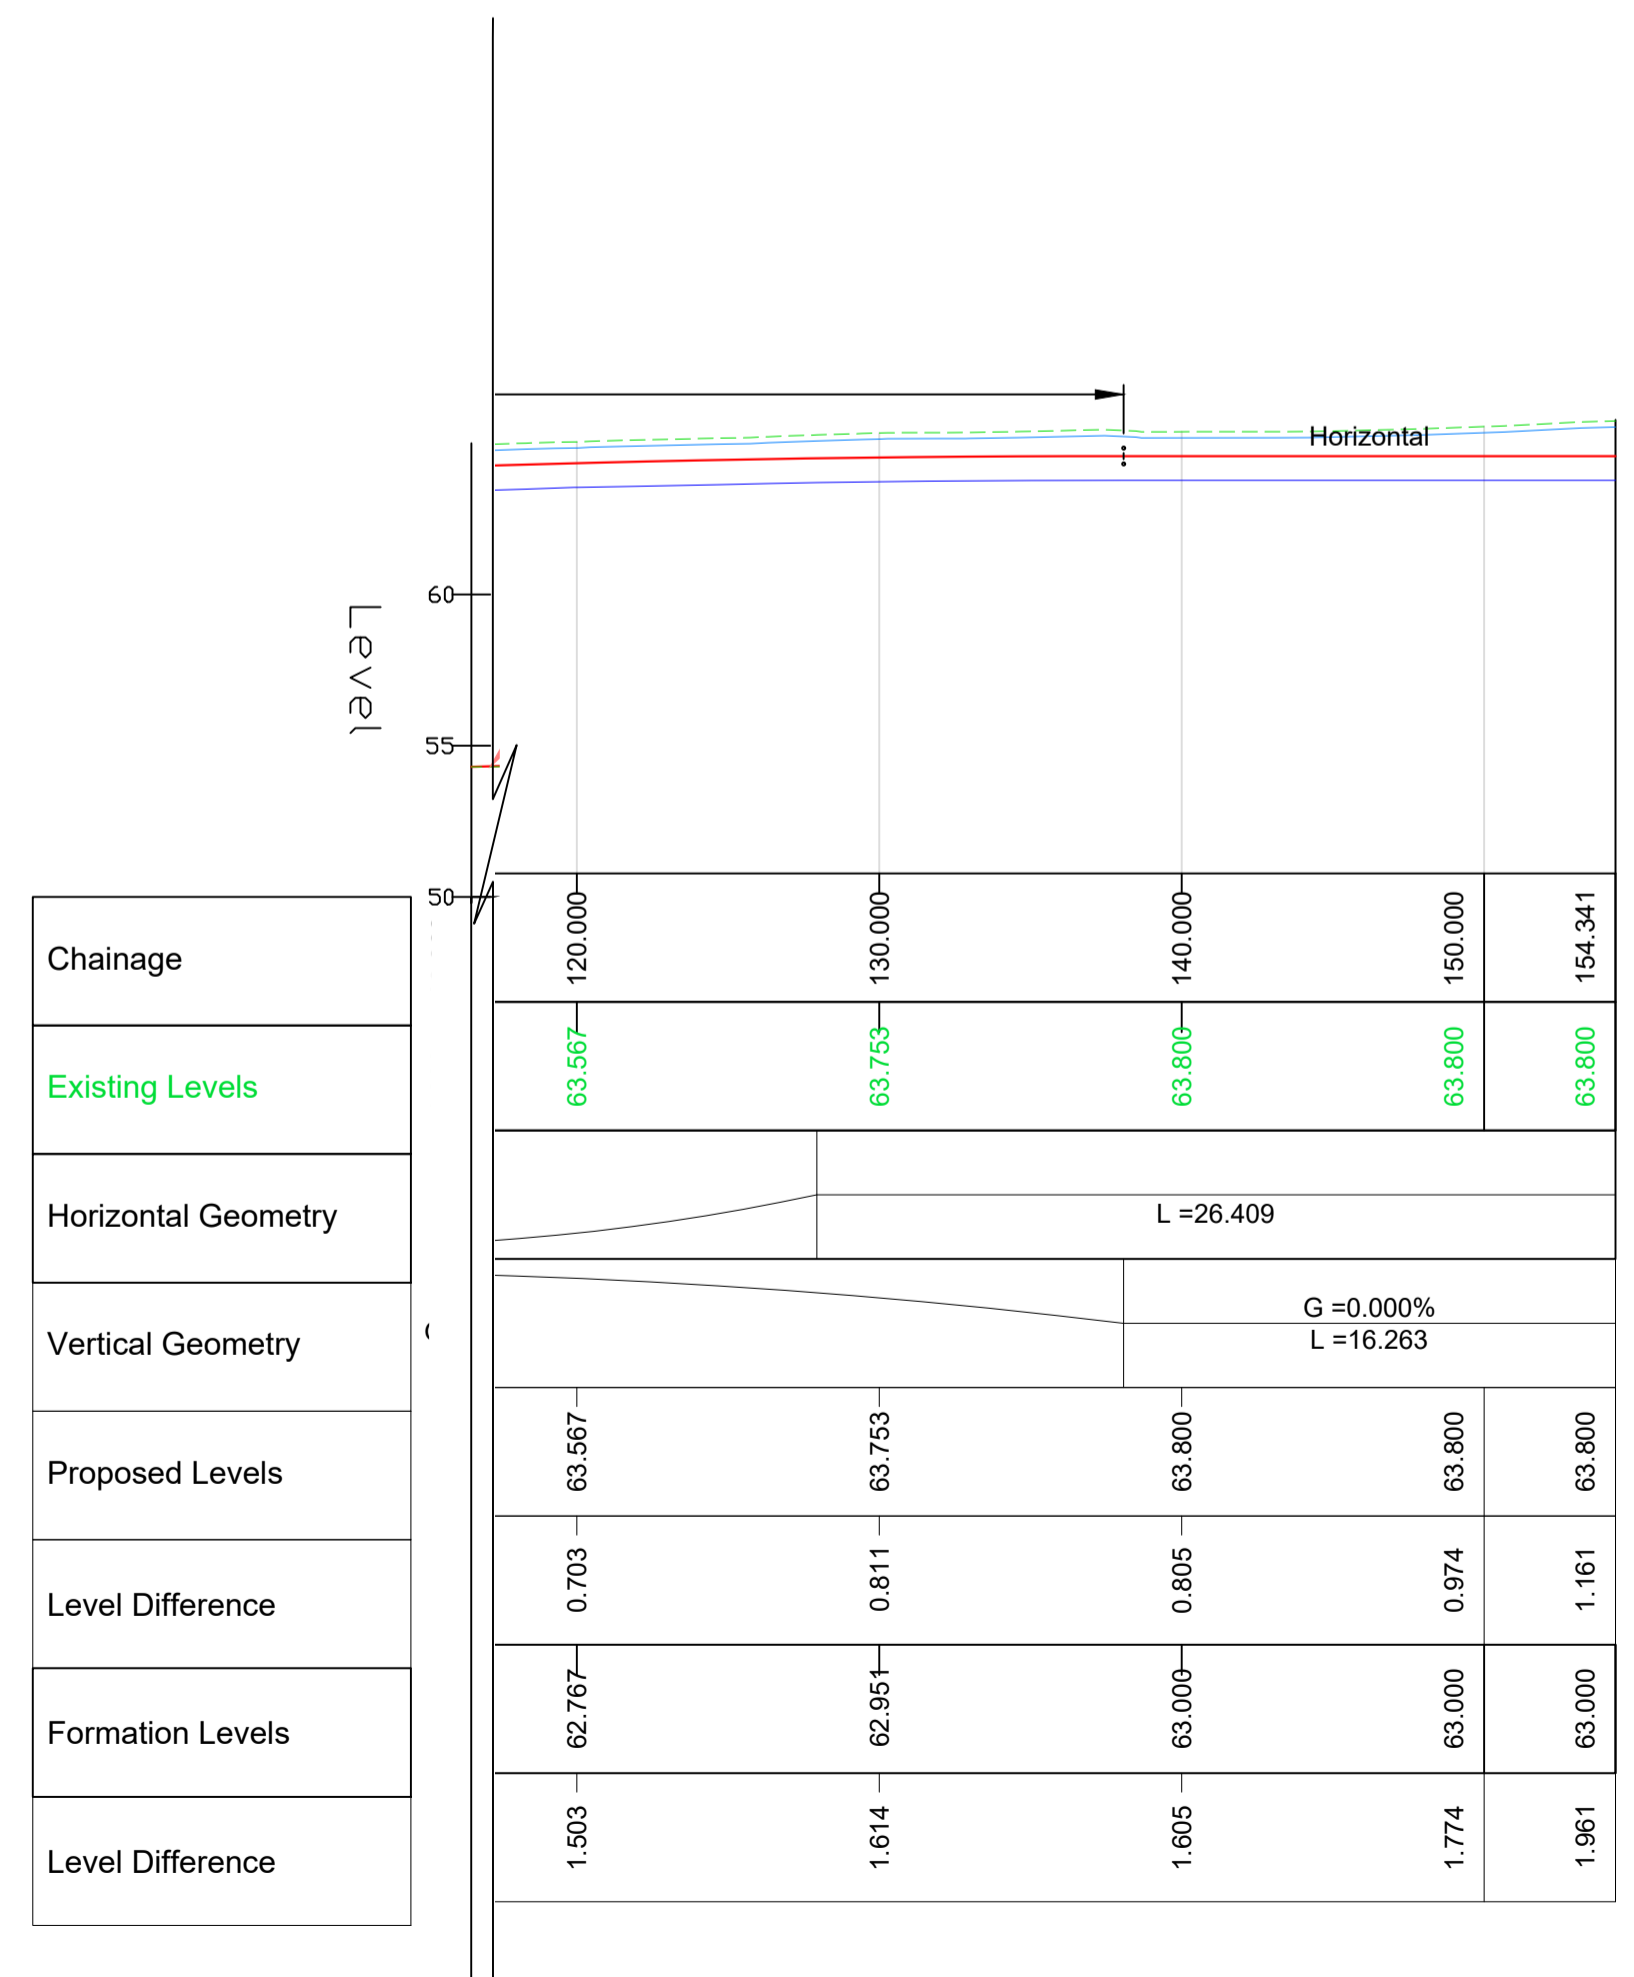 Horizontal
60
55
50
Level
Chainage
120.000
130.000
140.000
150.000
154.341
Existing Levels
63.567
63.753
63.800
63.800
63.800
Horizontal Geometry
L =26.409
Vertical Geometry
G =0.000%
L =16.263
Proposed Levels
63.567
63.753
63.800
63.800
63.800
Level Difference
0.703
0.811
0.805
0.974
1.161
Formation Levels
62.767
62.951
63.000
63.000
63.000
Level Difference
1.503
1.614
1.605
1.774
1.961